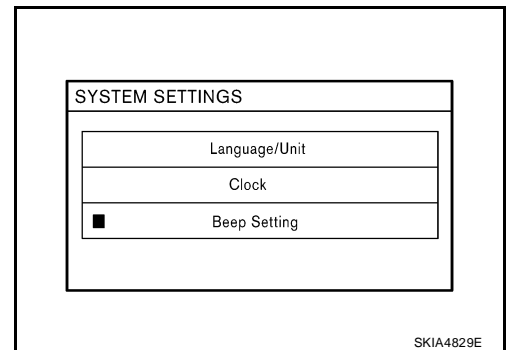 SYSTEM SETTINGS
Language/Unit
Clock
Beep Setting
SKIA4829E